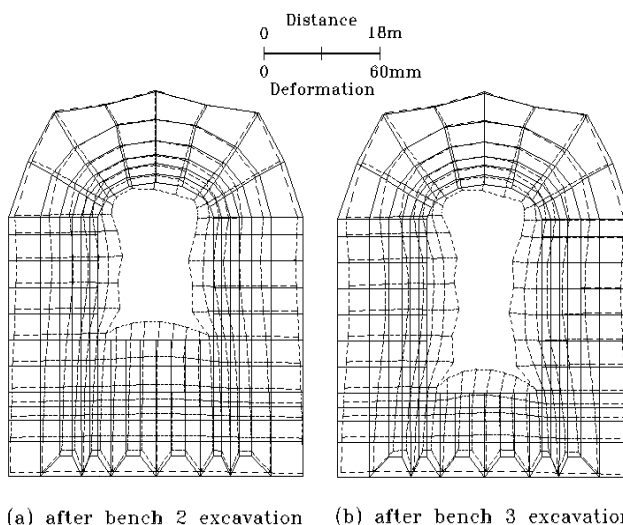 Distance
0 18m
0 60mm
Deformation
(a) after bench 2 excavation
(b) after bench 3 excavation